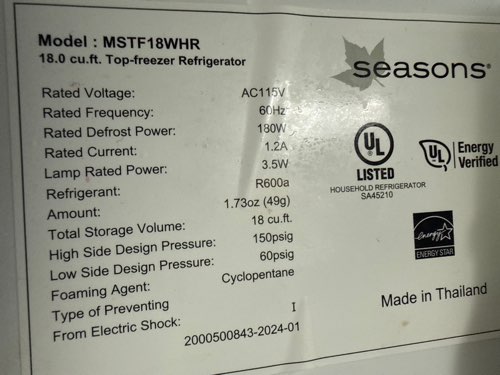 Model : MSTF18WHR
18.0 cu.ft. Top-freezer Refrigerator
seasons®
Rated Voltage: AC115V
Rated Frequency: 60Hz
Rated Defrost Power: 180W
Rated Current: 1.2A
Lamp Rated Power: 3.5W
Refrigerant: R600a
Amount: 1.73oz (49g)
Total Storage Volume: 18 cu.ft.
High Side Design Pressure: 150psig
Low Side Design Pressure: 60psig
Foaming Agent: Cyclopentane
Type of Preventing
From Electric Shock: I
2000500843-2024-01
UL
LISTED
HOUSEHOLD REFRIGERATOR
SA45210
UL Energy
Verified
energy
ENERGY STAR
Made in Thailand